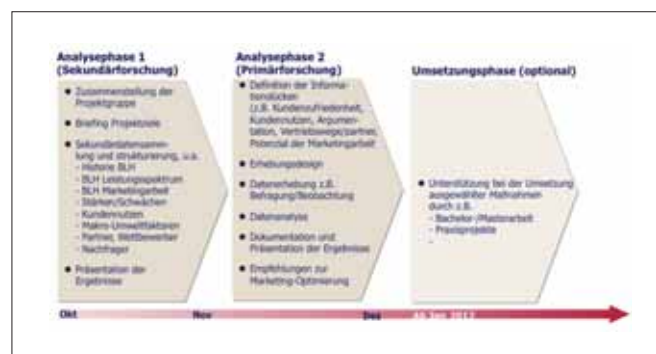 Analysephase 1
(Sekundärforschung)
● Zusammenstellung der
Projektgruppe
● Briefing Projektziele
● Sekundärdatensamm-
lung und strukturierung, u.a.
- Historie BLH
- BLH Leistungsspektrum
- BLH Marketingarbeit
- Stärken/Schwächen
- Kundennutzen
- Makro-Umweltfaktoren
- Partner, Wettbewerber
- Nachfrager
● Präsentation der
Ergebnisse
Analysephase 2
(Primärforschung)
● Definition der Informa-
tionslücken
(z.B. Kundenzufriedenheit,
Kundennutzen, Argumen-
tation, Vertriebswege/partner,
Potenzial der Marketingarbeit)
● Erhebungsdesign
● Datenerhebung z.B.
Befragung/Beobachtung
● Datenanalyse
● Dokumentation und
Präsentation der Ergebnisse
● Empfehlungen zur
Marketing-Optimierung
Umsetzungsphase (optional)
● Unterstützung bei der Umsetzung
ausgewählter Maßnahmen
durch z.B.
- Bachelor-/Masterarbeit
- Praxisprojekte
-
Okt Nov Dez Ab Jan